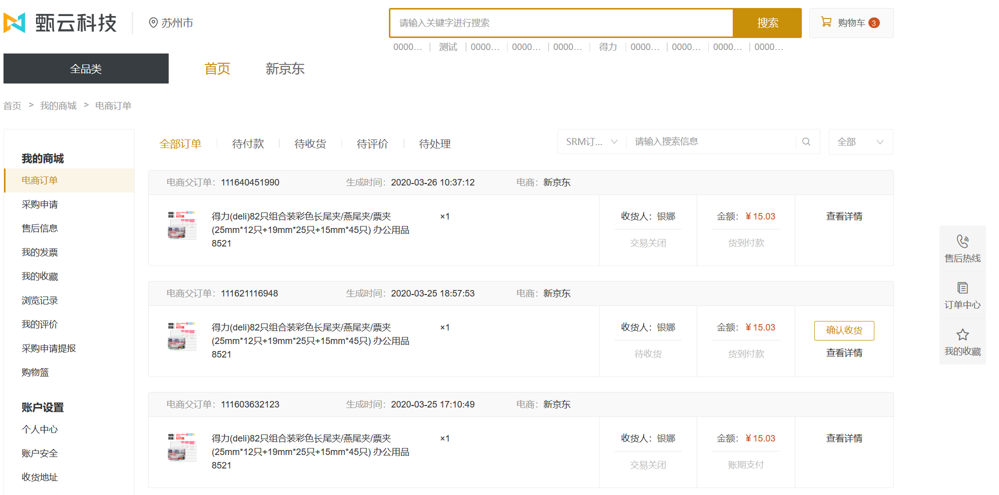 甄云科技
苏州市
请输入关键字进行搜索
搜索
购物车 3
0000... | 测试 | 0000... | 0000... | 0000... | 得力 | 0000... | 0000... | 0000... | 0000...
全品类
首页
新京东
首页 > 我的商城 > 电商订单
我的商城
电商订单
采购申请
售后信息
我的发票
我的收藏
浏览记录
我的评价
采购申请提报
购物篮
账户设置
个人中心
账户安全
收货地址
全部订单 | 待付款 | 待收货 | 待评价 | 待处理
SRM订...
请输入搜索信息
全部
电商父订单：111640451990 生成时间：2020-03-26 10:37:12 电商：新京东
得力(deli)82只组合装彩色长尾夹/燕尾夹/票夹
(25mm*12只+19mm*25只+15mm*45只) 办公用品
8521
×1
收货人：银娜
交易关闭
金额：￥15.03
货到付款
查看详情
电商父订单：111621116948 生成时间：2020-03-25 18:57:53 电商：新京东
得力(deli)82只组合装彩色长尾夹/燕尾夹/票夹
(25mm*12只+19mm*25只+15mm*45只) 办公用品
8521
×1
收货人：银娜
待收货
金额：￥15.03
货到付款
确认收货
查看详情
电商父订单：111603632123 生成时间：2020-03-25 17:10:49 电商：新京东
得力(deli)82只组合装彩色长尾夹/燕尾夹/票夹
(25mm*12只+19mm*25只+15mm*45只) 办公用品
8521
×1
收货人：银娜
交易关闭
金额：￥15.03
账期支付
查看详情
售后热线
订单中心
我的收藏